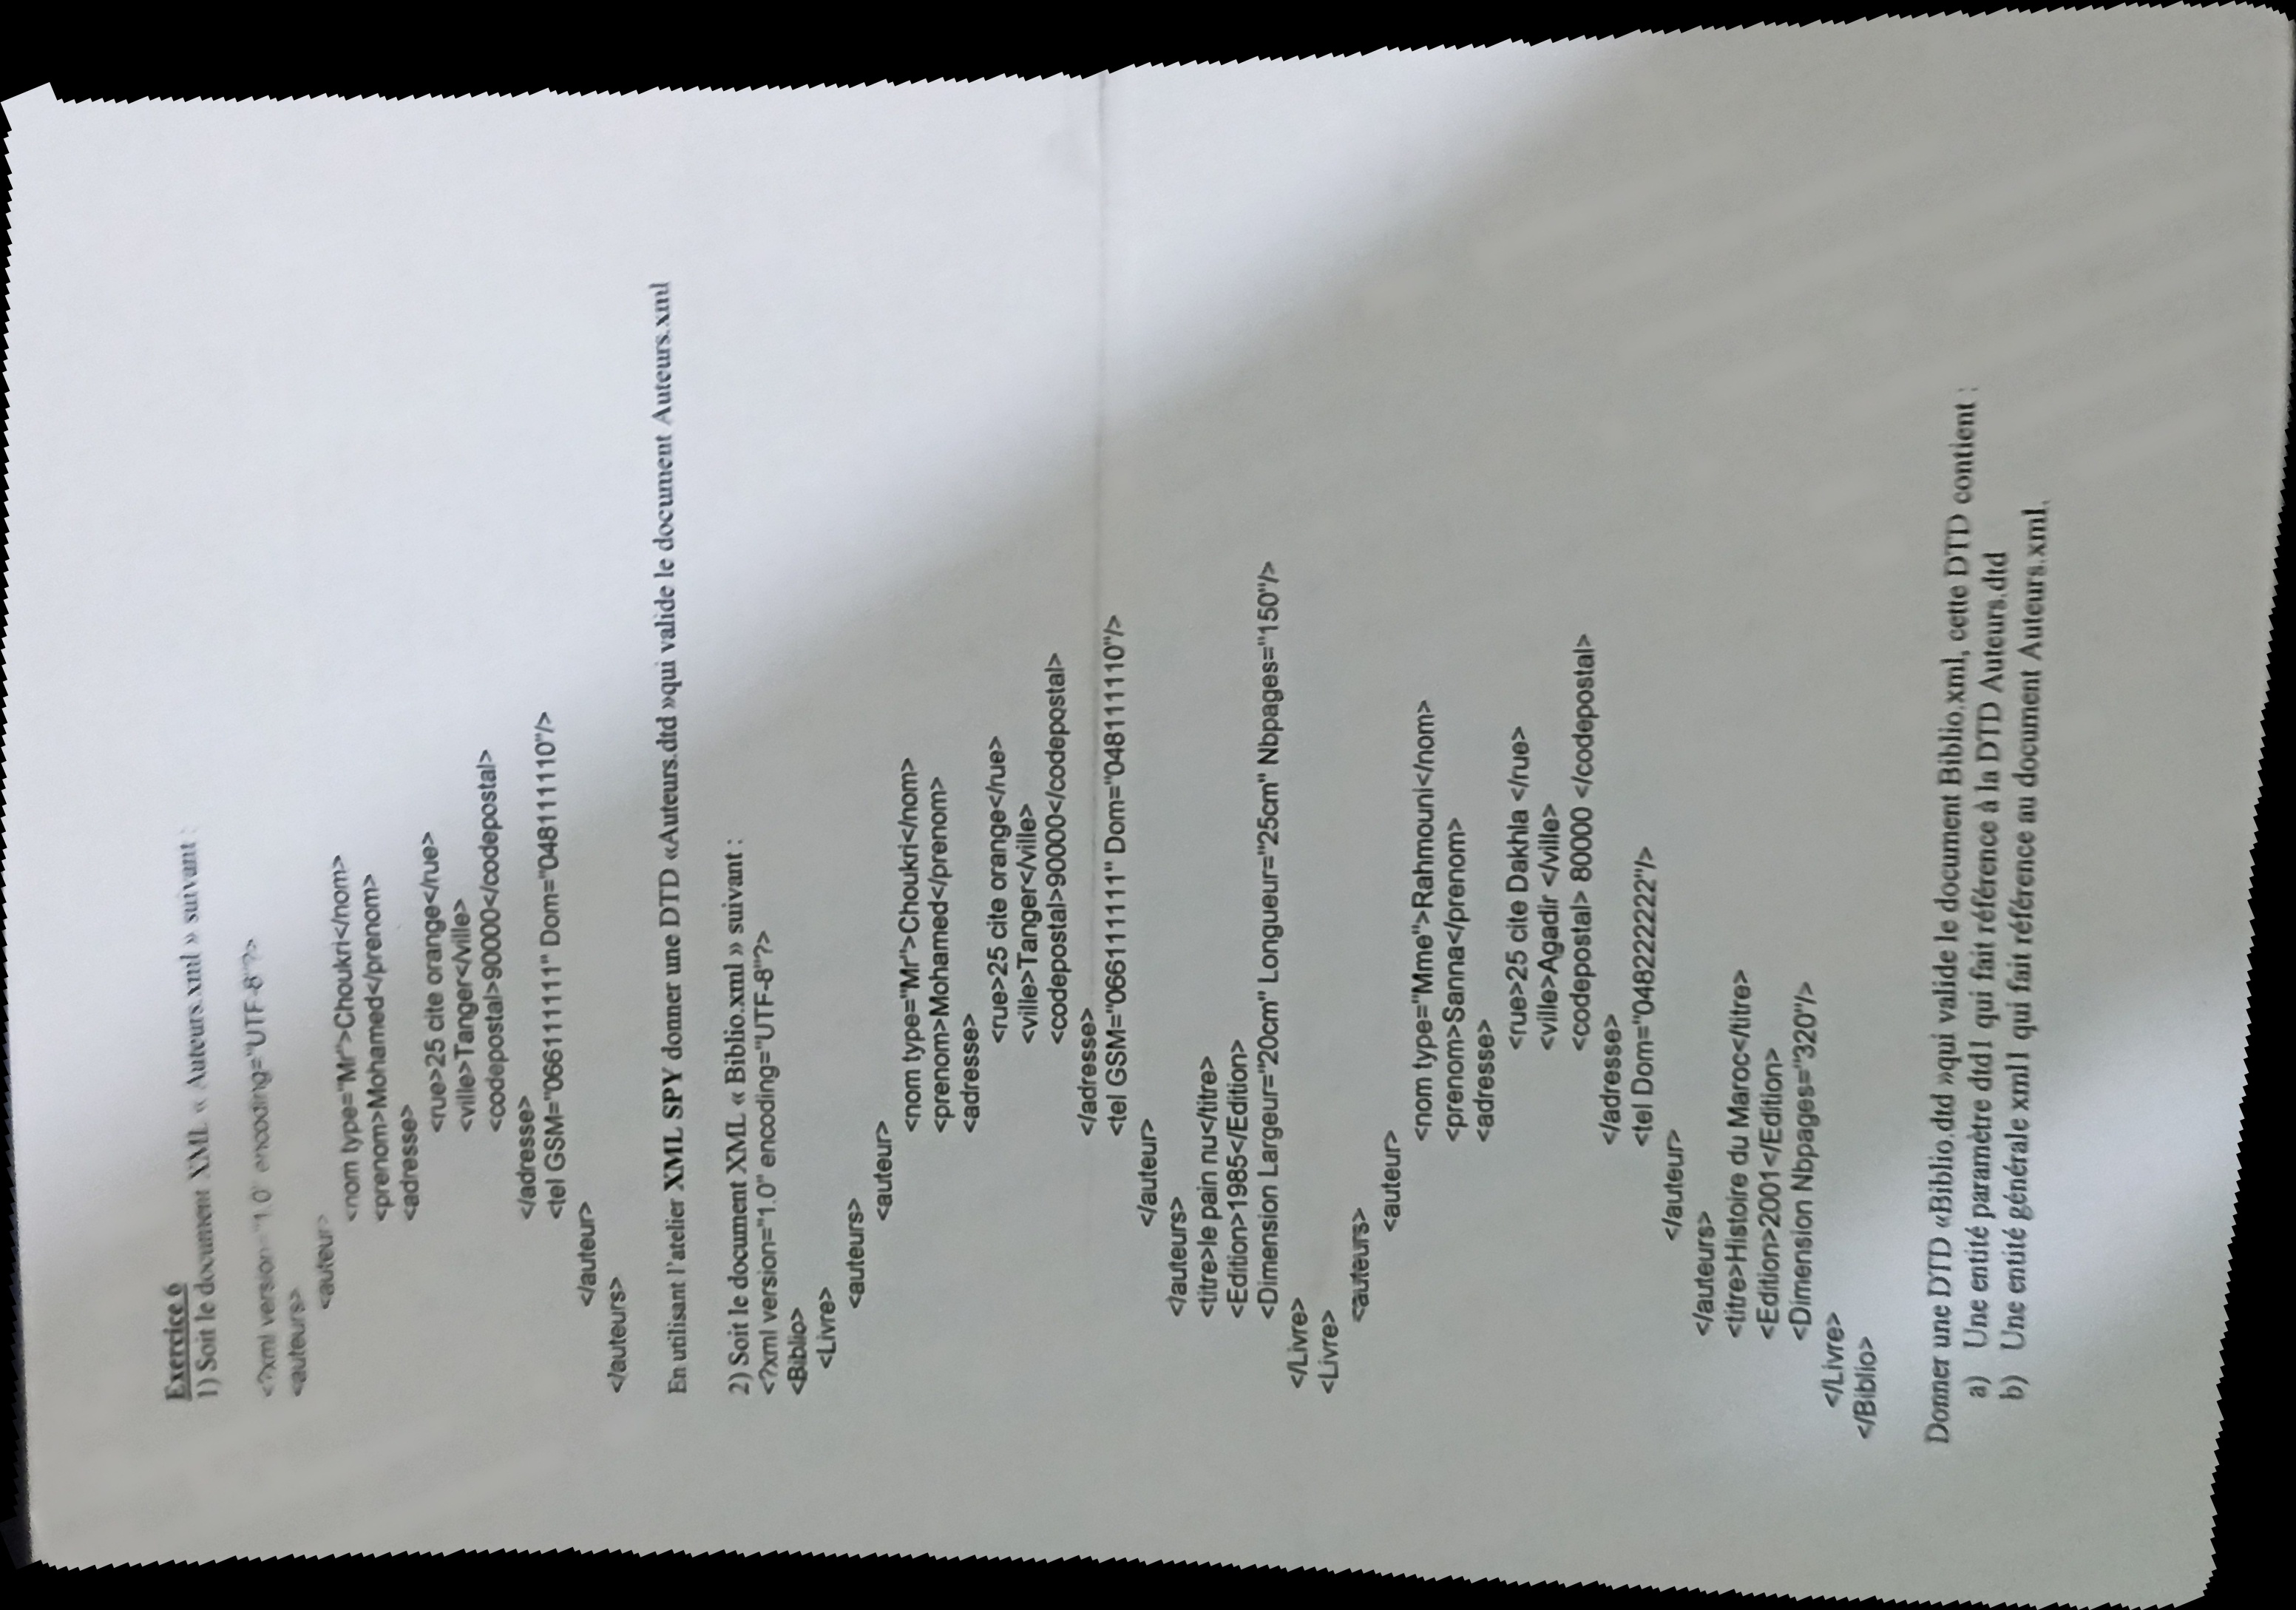 Exercice 6
1) Soit le document XML « Auteurs.xml » suivant :
<?xml version="1.0" encoding="UTF-8"?>
<auteurs>
<auteur>
<nom type="Mr">Choukri</nom>
<prenom>Mohamed</prenom>
<adresse>
<rue>25 cite orange</rue>
<ville>Tanger</ville>
<codepostal>90000</codepostal>
</adresse>
<tel GSM="066111111" Dom="048111110"/>
</auteur>
</auteurs>
En utilisant l'atelier XML SPY donner une DTD «Auteurs.dtd »qui valide le document Auteurs.xml
2) Soit le document XML « Biblio.xml » suivant :
<?xml version="1.0" encoding="UTF-8"?>
<Biblio>
<Livre>
<auteurs>
<auteur>
<nom type="Mr">Choukri</nom>
<prenom>Mohamed</prenom>
<adresse>
<rue>25 cite orange</rue>
<ville>Tanger</ville>
<codepostal>90000</codepostal>
</adresse>
<tel GSM="066111111" Dom="048111110"/>
</auteur>
</auteurs>
<titre>le pain nu</titre>
<Edition>1985</Edition>
<Dimension Largeur="20cm" Longueur="25cm" Nbpages="150"/>
</Livre>
<Livre>
<auteurs>
<auteur>
<nom type="Mme">Rahmouni</nom>
<prenom>Sanna</prenom>
<adresse>
<rue>25 cite Dakhla </rue>
<ville>Agadir </ville>
<codepostal> 80000 </codepostal>
</adresse>
<tel Dom="048222222"/>
</auteur>
</auteurs>
<titre>Histoire du Maroc</titre>
<Edition>2001</Edition>
<Dimension Nbpages="320"/>
</Livre>
</Biblio>
Donner une DTD «Biblio.dtd »qui valide le document Biblio.xml, cette DTD contient :
a) Une entité paramètre dtd1 qui fait référence à la DTD Auteurs.dtd
b) Une entité générale xml1 qui fait référence au document Auteurs.xml.